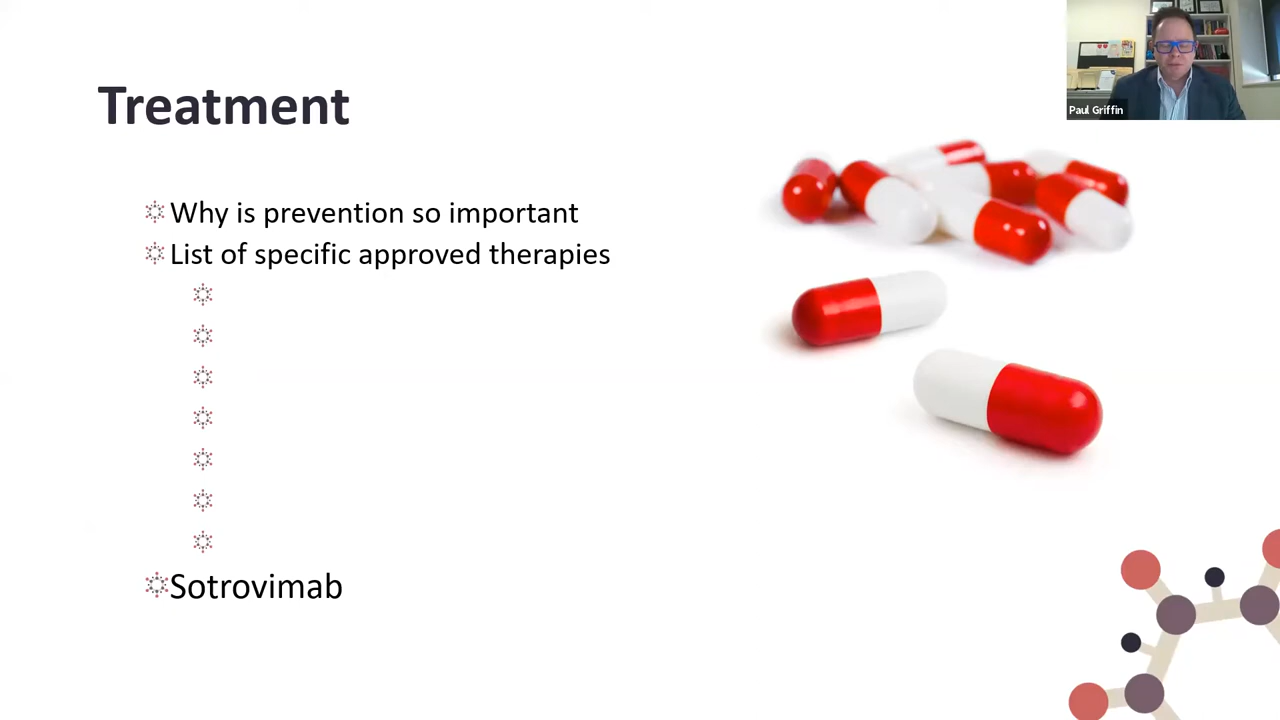 Paul Griffin
Treatment
Why is prevention so important
List of specific approved therapies
Sotrovimab